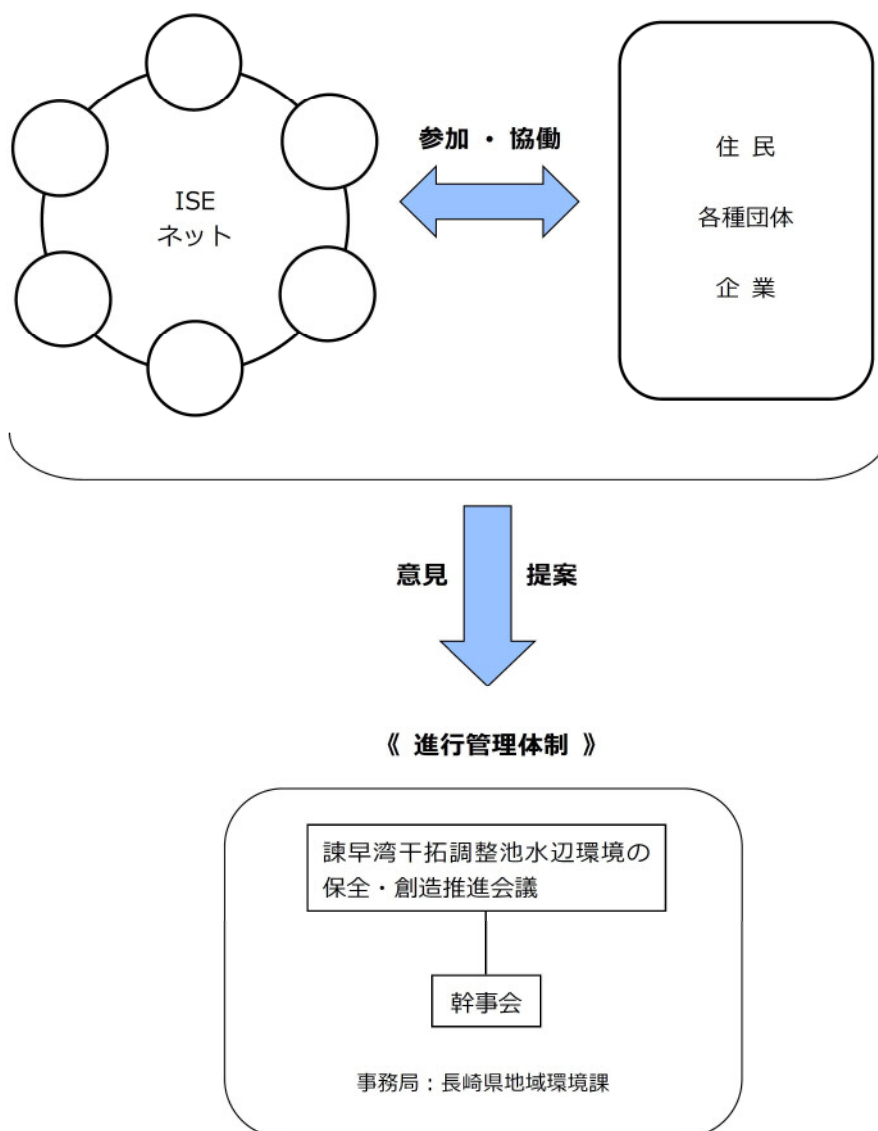 ISE
ネット
参加 ・ 協働
住 民
各種団体
企 業
意見
提案
《 進行管理体制 》
諫早湾干拓調整池水辺環境の
保全・創造推進会議
幹事会
事務局：長崎県地域環境課